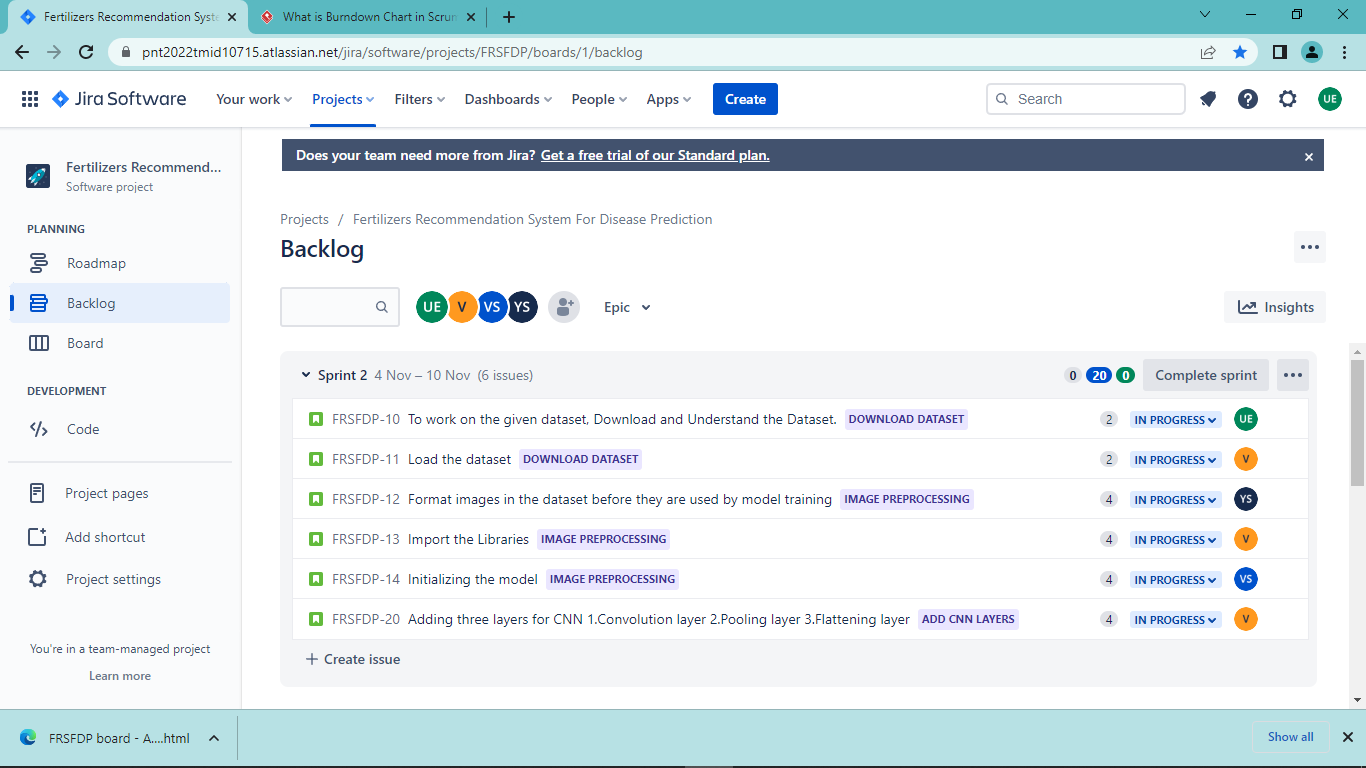 Fertilizers Recommendation Syste
What is Burndown Chart in Scrun
pnt2022tmid10715.atlassian.net/jira/software/projects/FRSFDP/boards/1/backlog
Jira Software Your work Projects Filters Dashboards People Apps Create Search UE
Does your team need more from Jira? Get a free trial of our Standard plan.
Fertilizers Recommend...
Software project
PLANNING
Roadmap
Backlog
Board
DEVELOPMENT
Code
Project pages
Add shortcut
Project settings
You're in a team-managed project
Learn more
Projects / Fertilizers Recommendation System For Disease Prediction
Backlog
UE V VS YS Epic Insights
Sprint 2 4 Nov – 10 Nov (6 issues) 0 20 0 Complete sprint
FRSFDP-10 To work on the given dataset, Download and Understand the Dataset. DOWNLOAD DATASET 2 IN PROGRESS UE
FRSFDP-11 Load the dataset DOWNLOAD DATASET 2 IN PROGRESS V
FRSFDP-12 Format images in the dataset before they are used by model training IMAGE PREPROCESSING 4 IN PROGRESS YS
FRSFDP-13 Import the Libraries IMAGE PREPROCESSING 4 IN PROGRESS V
FRSFDP-14 Initializing the model IMAGE PREPROCESSING 4 IN PROGRESS VS
FRSFDP-20 Adding three layers for CNN 1.Convolution layer 2.Pooling layer 3.Flattening layer ADD CNN LAYERS 4 IN PROGRESS V
Create issue
FRSFDP board - A....html
Show all